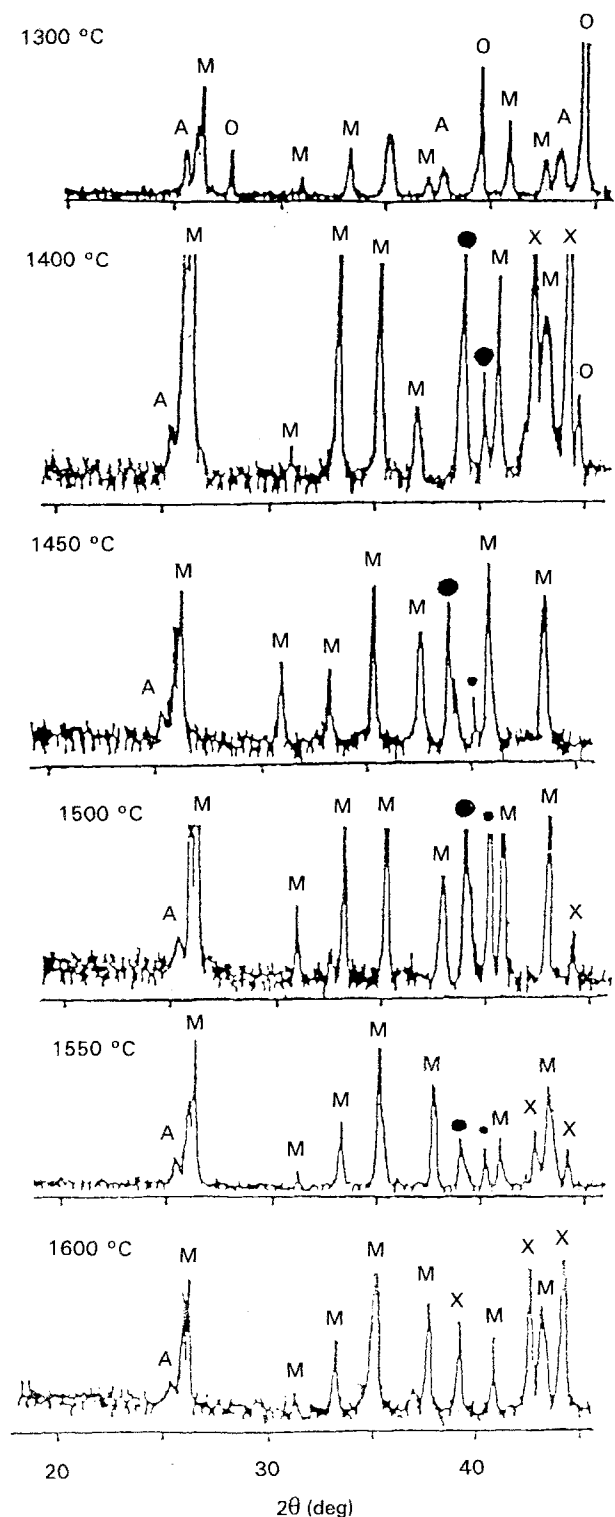 1300 °C
A M O M M M A O M M A O
1400 °C
A M M M M M M X M X O
1450 °C
A M M M M M M M
1500 °C
A M M M M M M M X
1550 °C
A M M M M M M X M X
1600 °C
A M M M M M X M X M X
20 30 40
2θ (deg)